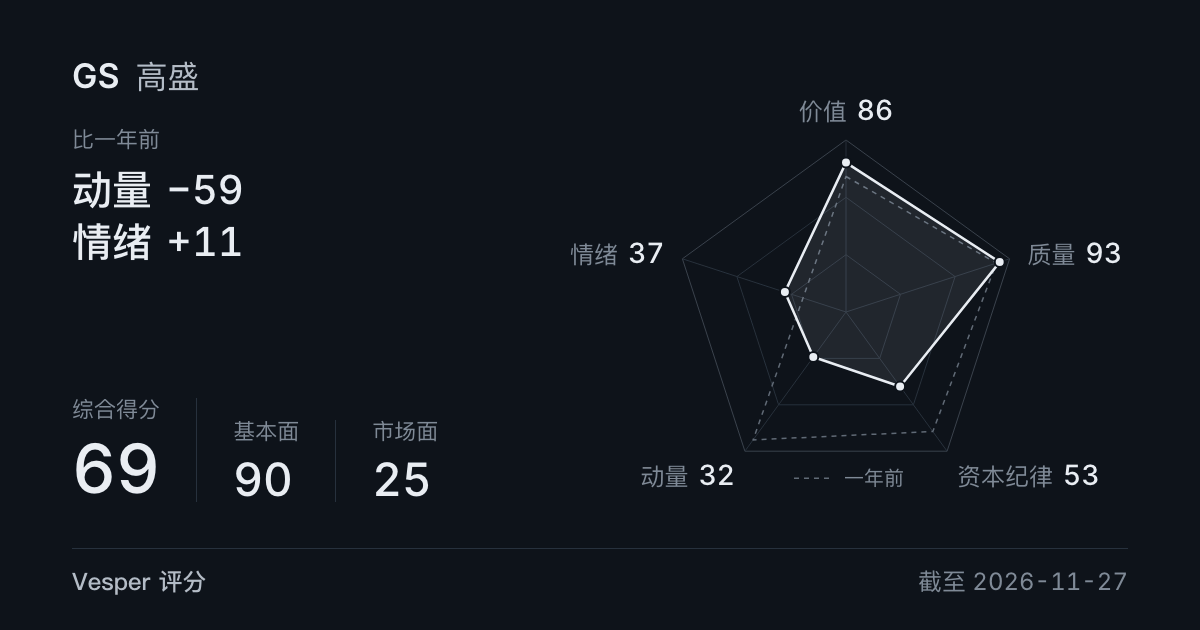 GS 高盛
比一年前
动量 −59
情绪 +11
综合得分
69
基本面
90
市场面
25
价值 86
质量 93
情绪 37
动量 32
一年前
资本纪律 53
Vesper 评分
截至 2026-11-27